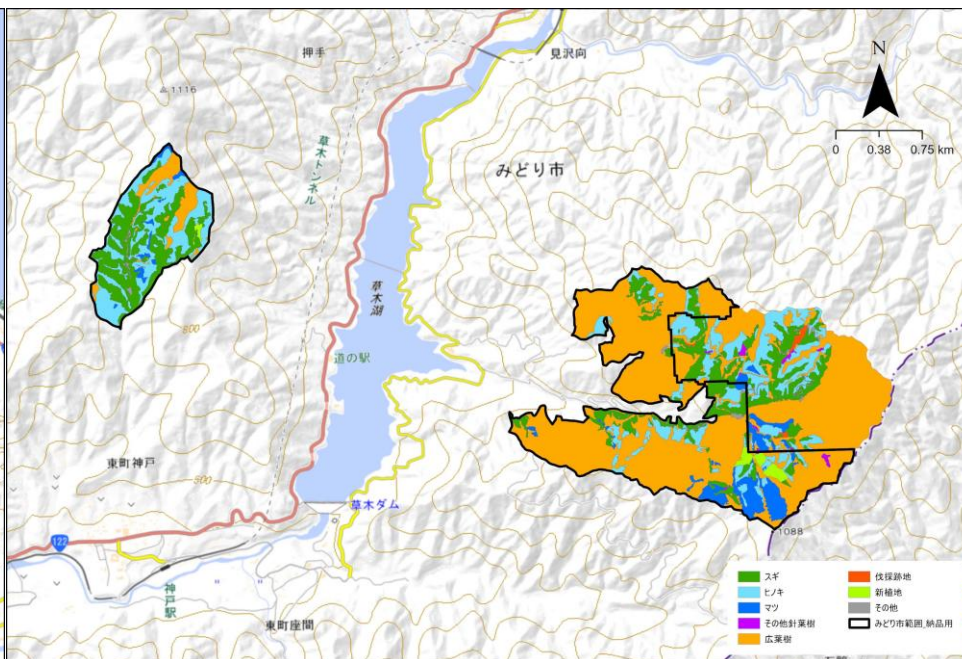 押手
見沢向
1116
N
0 0.38 0.75 km
草木トンネル
みどり市
草木湖
800
道の駅
東町神戸
500
草木ダム
122
神戸駅
東町座間
1088
スギ
ヒノキ
マツ
その他針葉樹
広葉樹
伐採跡地
新植地
その他
みどり市範囲_納品用